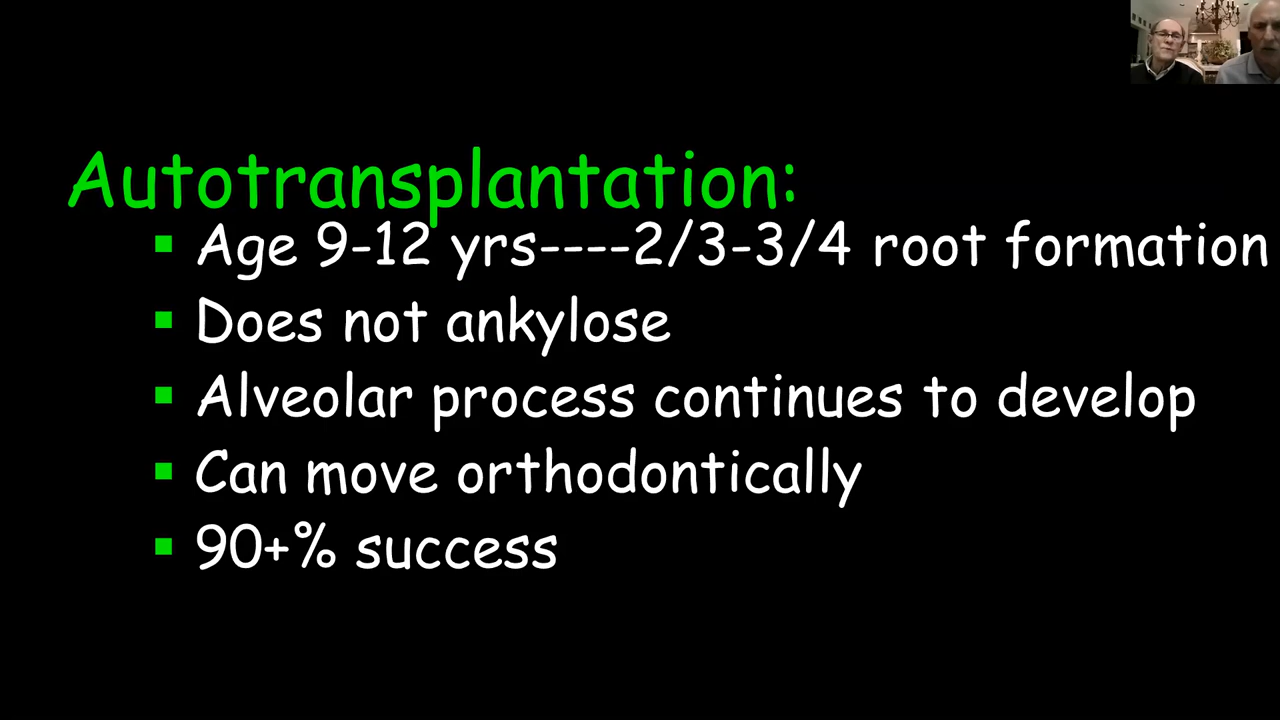 Autotransplantation:
▪ Age 9-12 yrs----2/3-3/4 root formation
▪ Does not ankylose
▪ Alveolar process continues to develop
▪ Can move orthodontically
▪ 90+% success